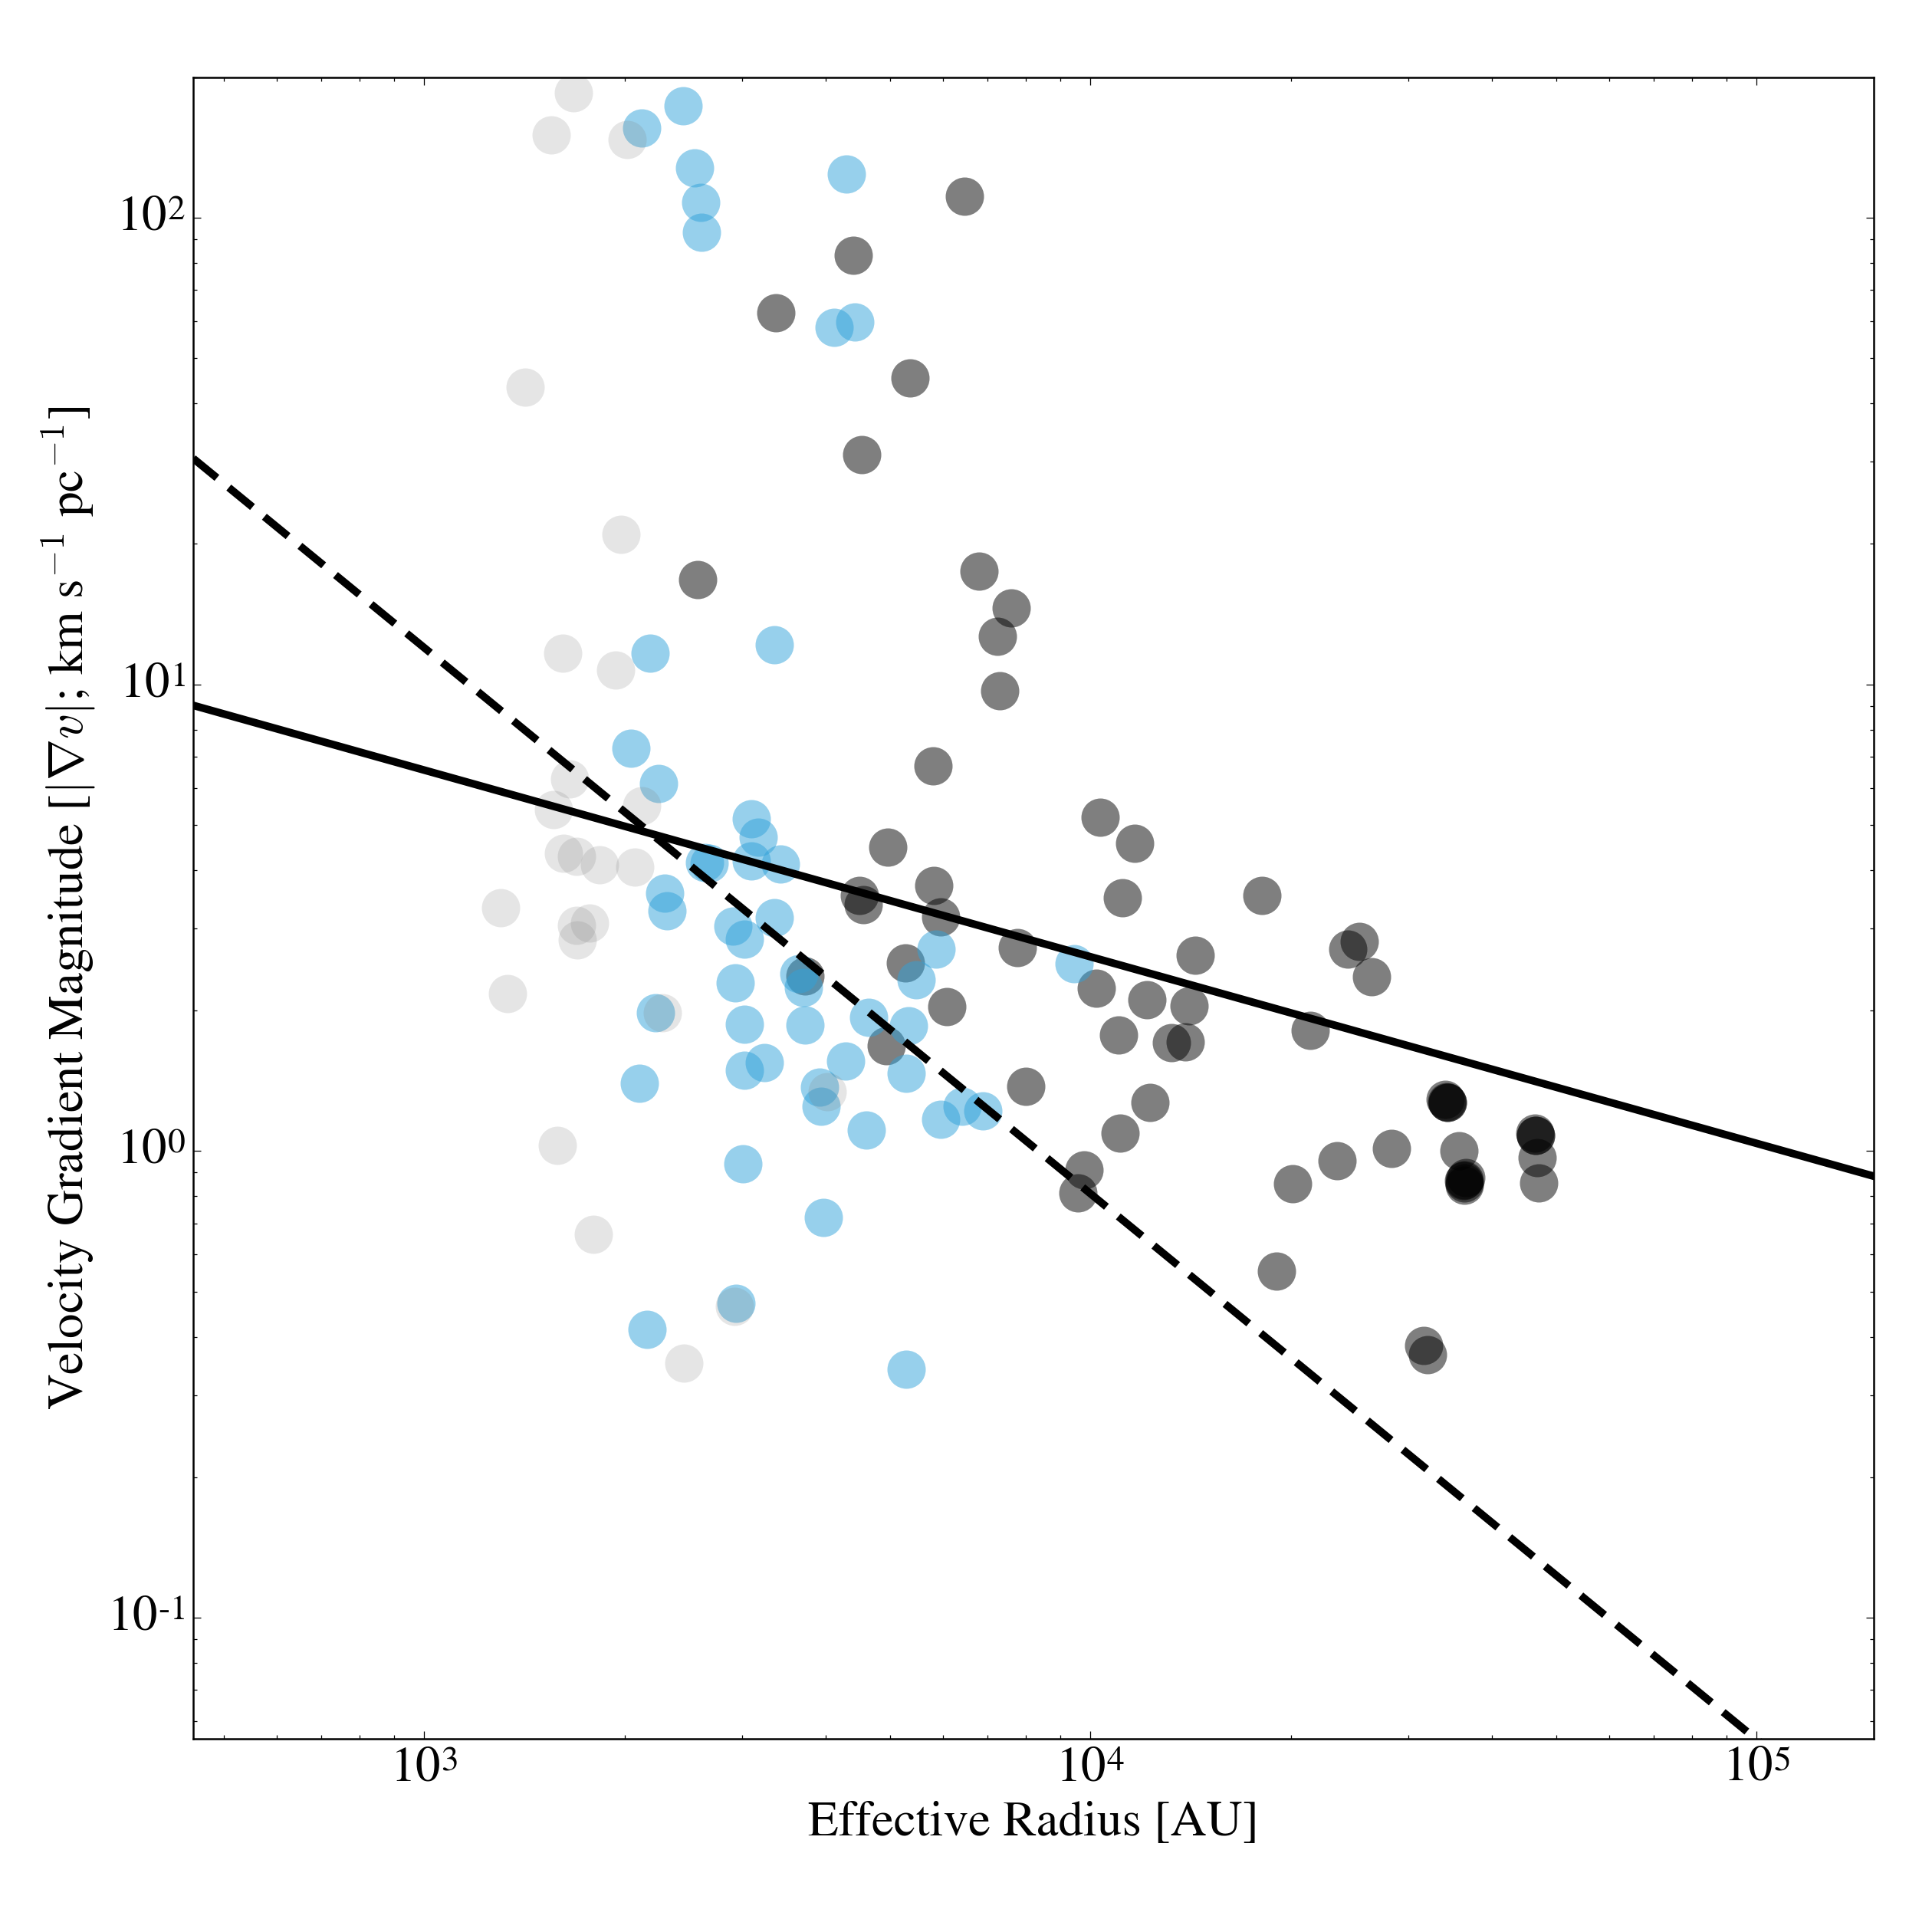 Velocity Gradient Magnitude [|∇v|; km s⁻¹ pc⁻¹]
10²
10¹
10⁰
10⁻¹
10³ 10⁴ 10⁵
Effective Radius [AU]